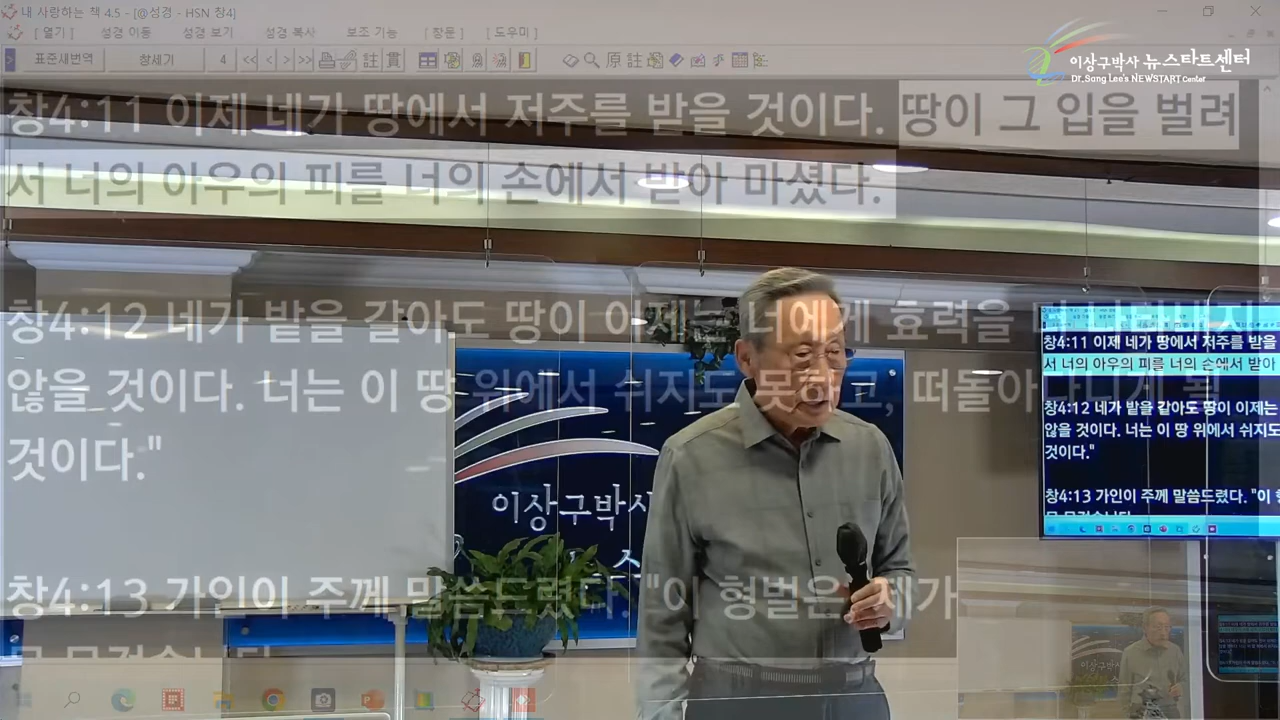 내 사랑하는 책 4.5 - [@성경 - HSN 창4]
[ 열기 ] 성경 이동 성경 보기 성경 복사 보조 기능 [ 창문 ] [ 도우미 ]
표준새번역 창세기 4 << < > >> 原 註
이상구박사 뉴스타트센터
Dr.Sang Lee's NEWSTART Center
창4:11 이제 네가 땅에서 저주를 받을 것이다. 땅이 그 입을 벌려
서 너의 아우의 피를 너의 손에서 받아 마셨다.
창4:12 네가 밭을 갈아도 땅이 이제는 너에게 효력을
않을 것이다. 너는 이 땅 위에서 쉬지도 못하고, 떠돌아다니게 될
것이다."
창4:13 가인이 주께 말씀드렸다. "이 형벌은, 제가
이상구박사
창4:11 이제 네가 땅에서 저주를 받을
서 너의 아우의 피를 너의 손에서 받아
창4:12 네가 밭을 갈아도 땅이 이제는
않을 것이다. 너는 이 땅 위에서 쉬지도
것이다."
창4:13 가인이 주께 말씀드렸다. "이